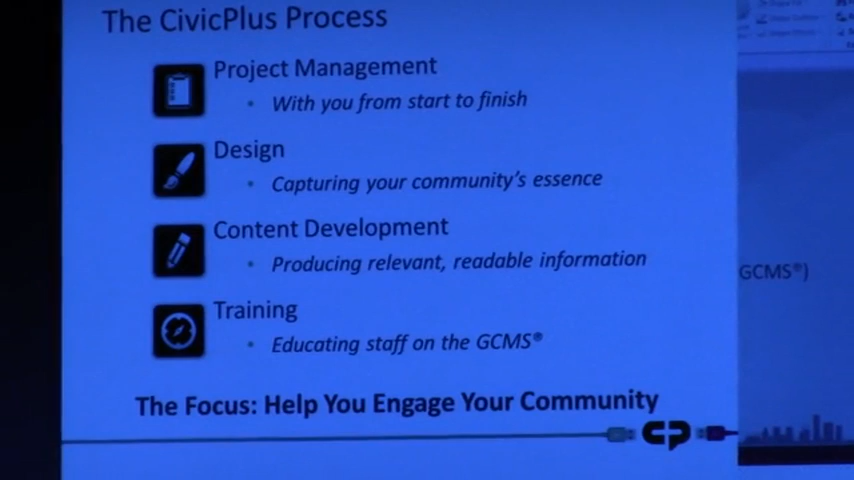 The CivicPlus Process
Project Management
• With you from start to finish
Design
• Capturing your community's essence
Content Development
• Producing relevant, readable information
Training
• Educating staff on the GCMS®
The Focus: Help You Engage Your Community
CP
GCMS®)